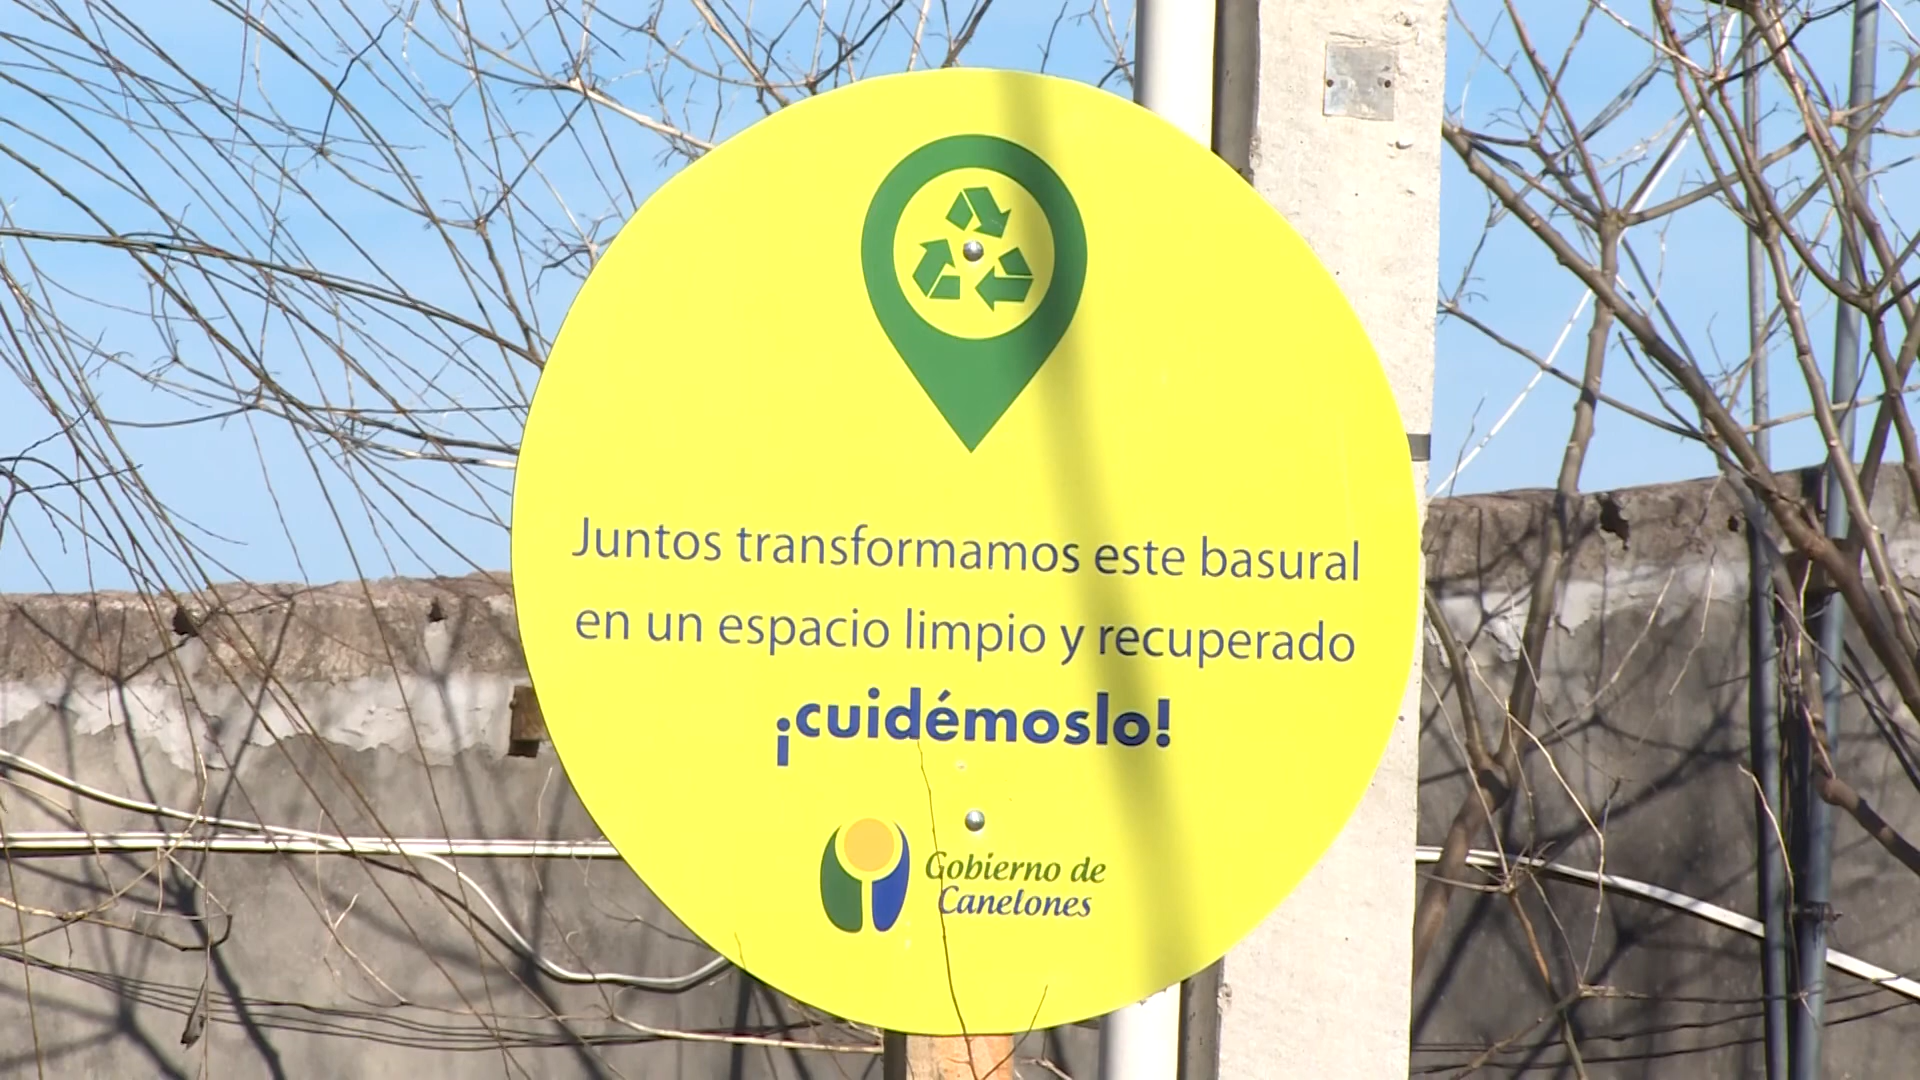 Juntos transformamos este basural
en un espacio limpio y recuperado
¡cuidémoslo!
Gobierno de
Canelones